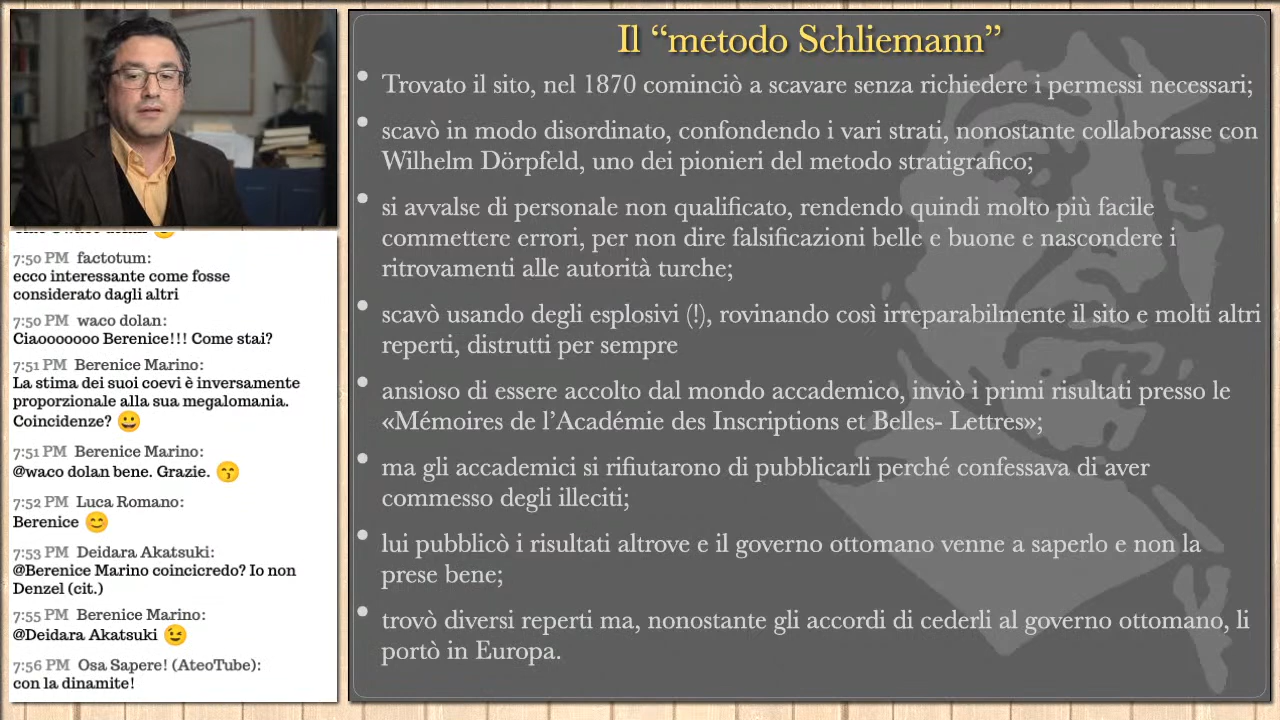 Il “metodo Schliemann”
Trovato il sito, nel 1870 cominciò a scavare senza richiedere i permessi necessari;
scavò in modo disordinato, confondendo i vari strati, nonostante collaborasse con
Wilhelm Dörpfeld, uno dei pionieri del metodo stratigrafico;
si avvalse di personale non qualificato, rendendo quindi molto più facile
commettere errori, per non dire falsificazioni belle e buone e nascondere i
ritrovamenti alle autorità turche;
scavò usando degli esplosivi (!), rovinando così irreparabilmente il sito e molti altri
reperti, distrutti per sempre
ansioso di essere accolto dal mondo accademico, inviò i primi risultati presso le
«Mémoires de l’Académie des Inscriptions et Belles- Lettres»;
ma gli accademici si rifiutarono di pubblicarli perché confessava di aver
commesso degli illeciti;
lui pubblicò i risultati altrove e il governo ottomano venne a saperlo e non la
prese bene;
trovò diversi reperti ma, nonostante gli accordi di cederli al governo ottomano, li
portò in Europa.
7:50 PM factotum:
ecco interessante come fosse
considerato dagli altri
7:50 PM waco dolan:
Ciaooooooo Berenice!!! Come stai?
7:51 PM Berenice Marino:
La stima dei suoi coevi è inversamente
proporzionale alla sua megalomania.
Coincidenze? 😀
7:51 PM Berenice Marino:
@waco dolan bene. Grazie. 😙
7:52 PM Luca Romano:
Berenice 😊
7:53 PM Deidara Akatsuki:
@Berenice Marino coincicredo? Io non
Denzel (cit.)
7:55 PM Berenice Marino:
@Deidara Akatsuki 😉
7:56 PM Osa Sapere! (AteoTube):
con la dinamite!